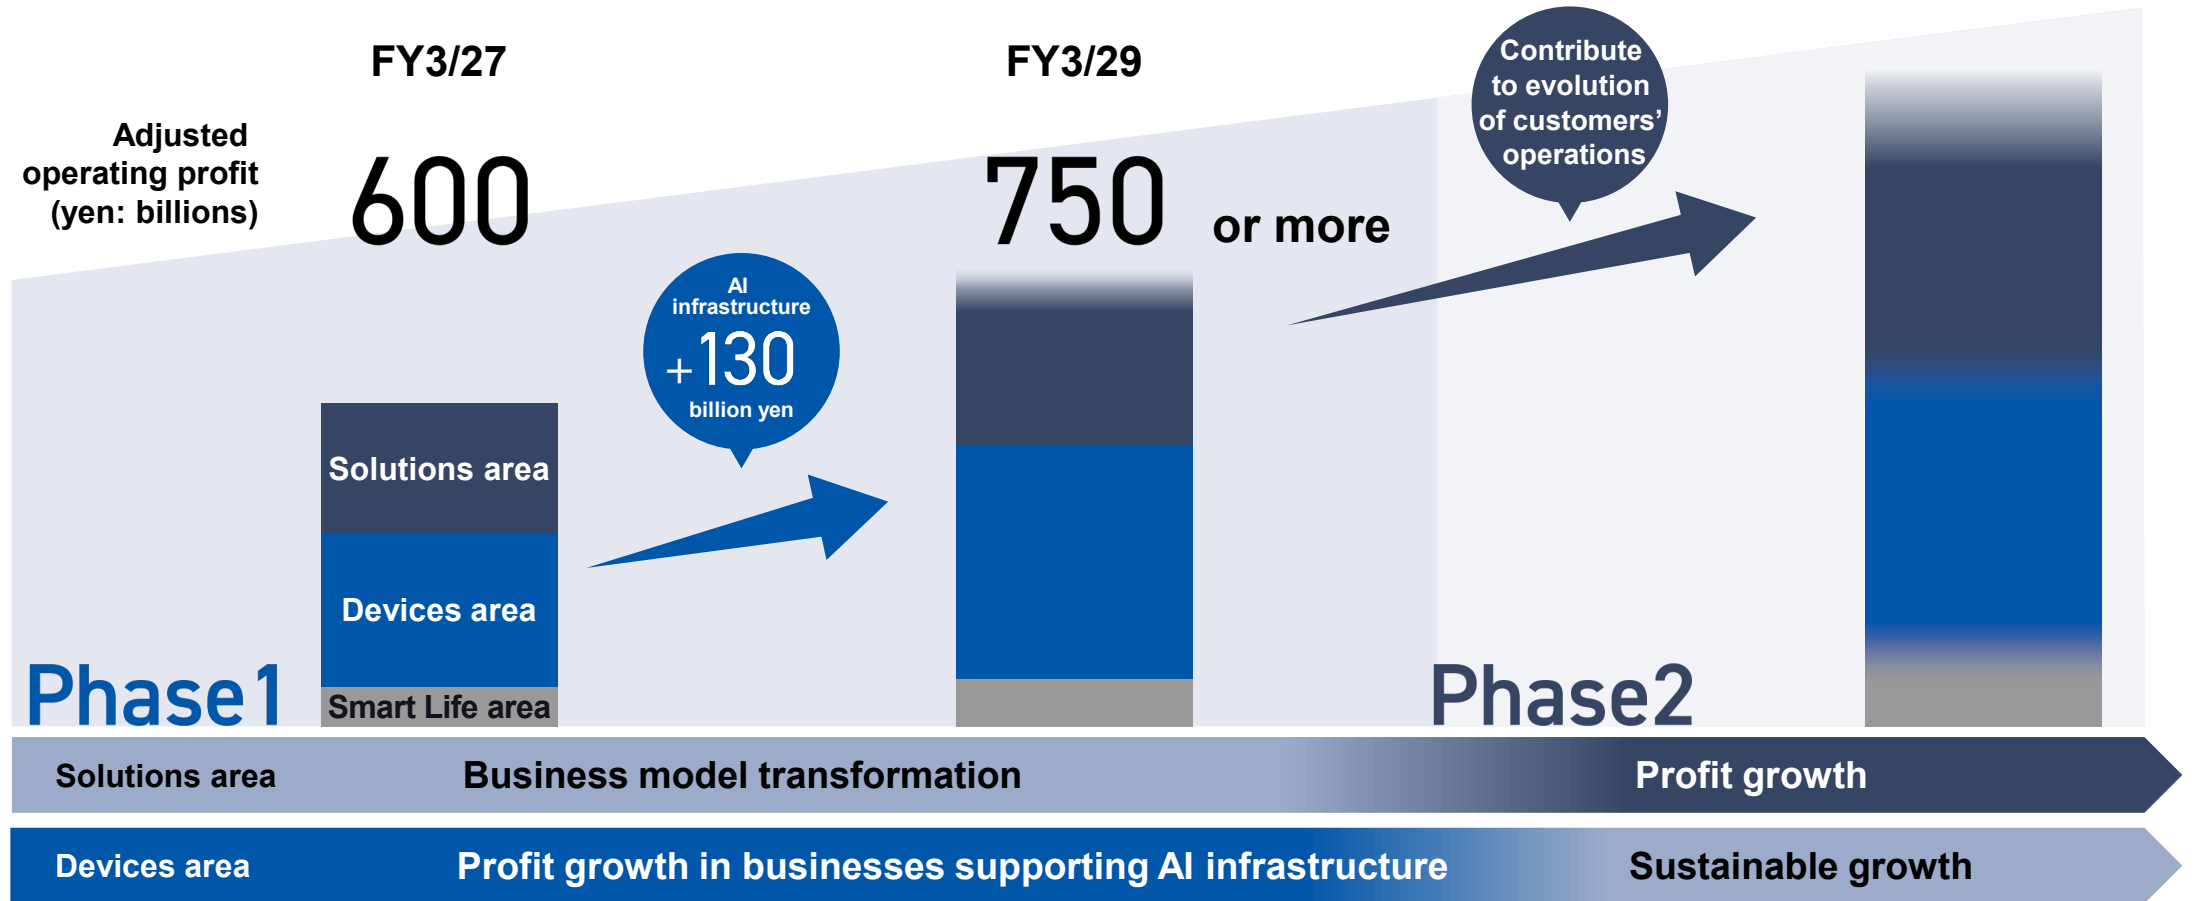 FY3/27
FY3/29
Adjusted
operating profit
(yen: billions)
600
750 or more
Contribute
to evolution
of customers’
operations
AI
infrastructure
+130
billion yen
Solutions area
Devices area
Smart Life area
Phase1
Phase2
Solutions area
Business model transformation
Profit growth
Devices area
Profit growth in businesses supporting AI infrastructure
Sustainable growth